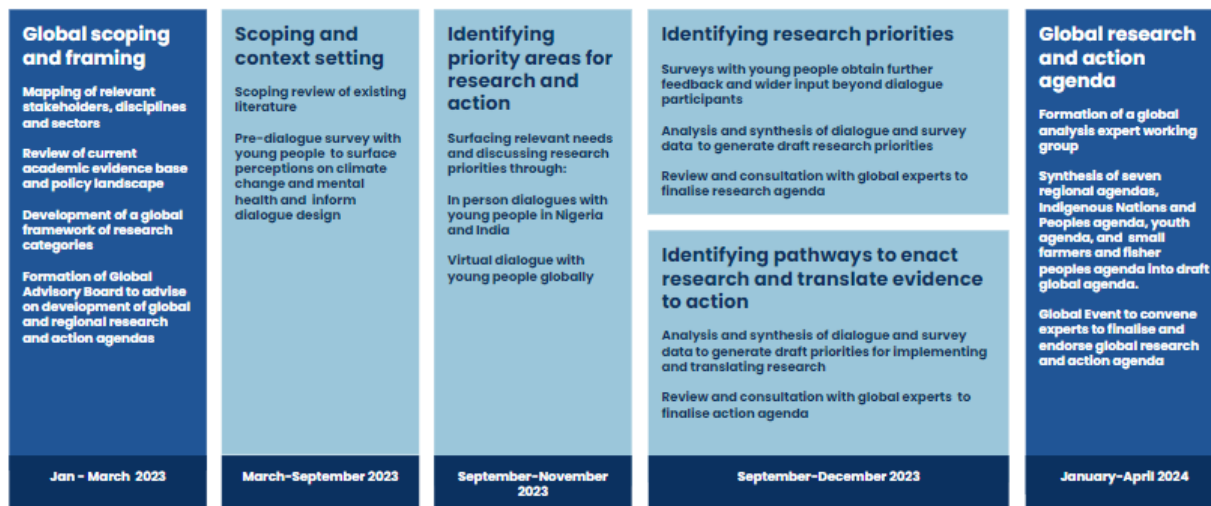 Global scoping
and framing
Mapping of relevant
stakeholders, disciplines
and sectors
Review of current
academic evidence base
and policy landscape
Development of a global
framework of research
categories
Formation of Global
Advisory Board to advise
on development of global
and regional research
and action agendas
Jan - March 2023
Scoping and
context setting
Scoping review of existing
literature
Pre-dialogue survey with
young people to surface
perceptions on climate
change and mental
health and inform
dialogue design
March-September 2023
Identifying
priority areas for
research and
action
Surfacing relevant needs
and discussing research
priorities through:
In person dialogues with
young people in Nigeria
and India
Virtual dialogue with
young people globally
September-November
2023
Identifying research priorities
Surveys with young people obtain further
feedback and wider input beyond dialogue
participants
Analysis and synthesis of dialogue and survey
data to generate draft research priorities
Review and consultation with global experts to
finalise research agenda
Identifying pathways to enact
research and translate evidence
to action
Analysis and synthesis of dialogue and survey
data to generate draft priorities for implementing
and translating research
Review and consultation with global experts to
finalise action agenda
September-December 2023
Global research
and action
agenda
Formation of a global
analysis expert working
group
Synthesis of seven
regional agendas,
Indigenous Nations and
Peoples agenda, youth
agenda, and small
farmers and fisher
peoples agenda into draft
global agenda.
Global Event to convene
experts to finalise and
endorse global research
and action agenda
January-April 2024